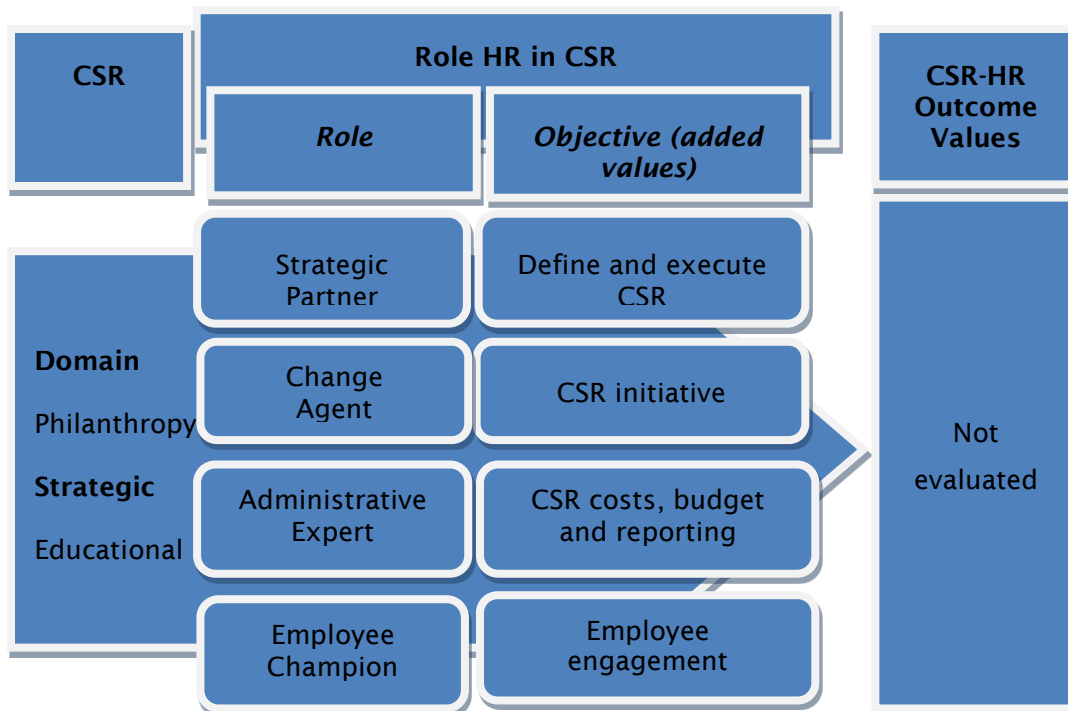 CSR
Role HR in CSR
Role
Objective (added
values)
CSR-HR
Outcome
Values
Domain
Philanthropy
Strategic
Educational
Strategic
Partner
Define and execute
CSR
Change
Agent
CSR initiative
Administrative
Expert
CSR costs, budget
and reporting
Employee
Champion
Employee
engagement
Not
evaluated